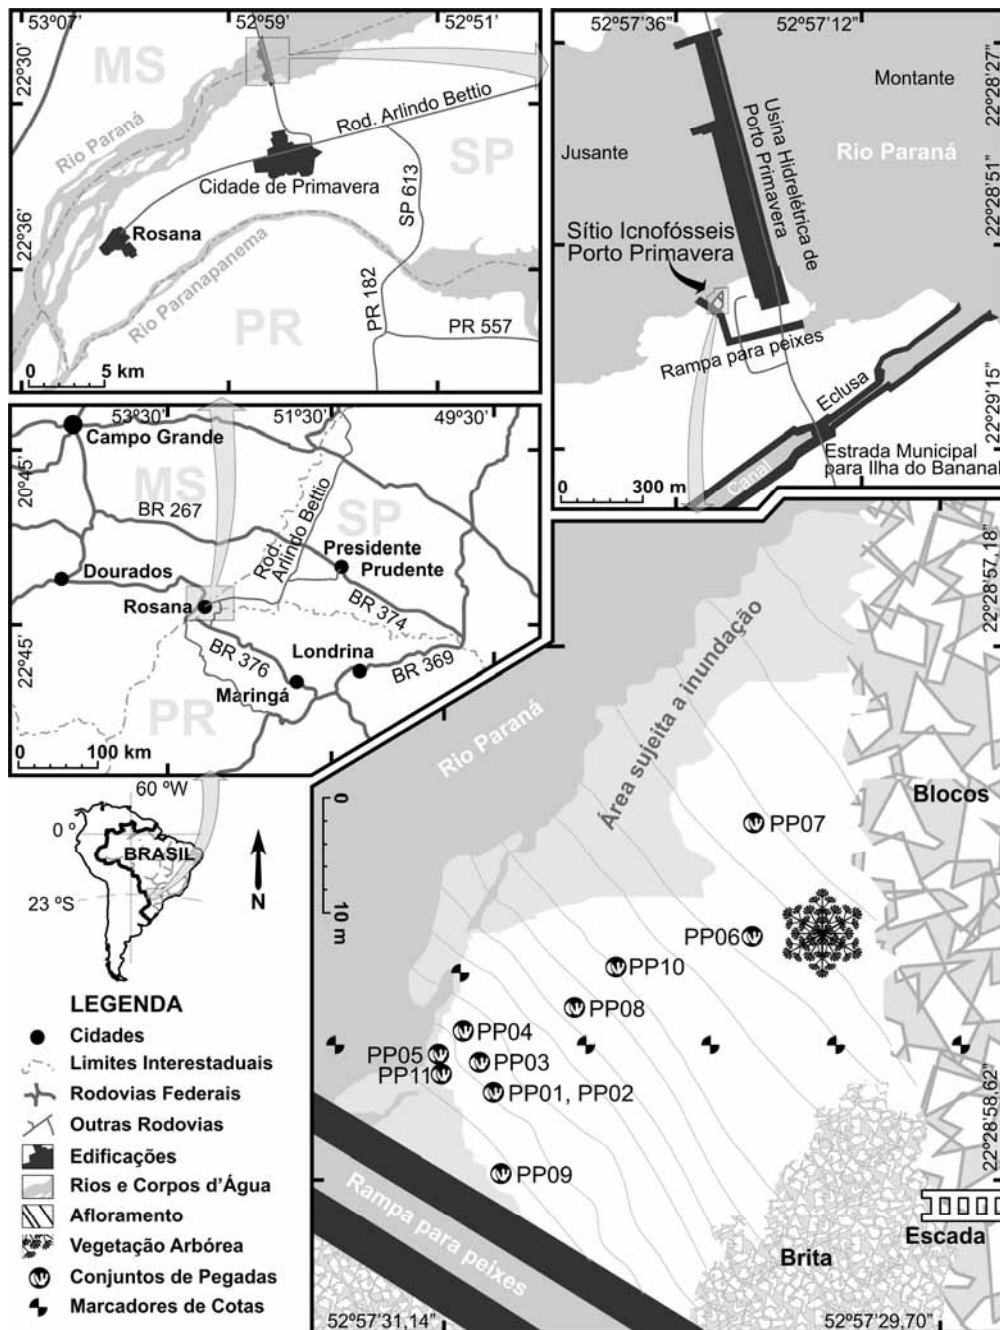 53°07'
52°59'
52°51
22°30'
22°36'
MS
SP
PR
Rio Paraná
Rod. Arlindo Bettio
Cidade de Primavera
SP 613
Rosana
Rio Paranapanema
PR 182
PR 557
0 5 km
52°57'36"
52°57'12"
22°28'27"
22°28'51"
22°29'15"
Montante
Jusante
Rio Paraná
Usina Hidrelétrica de
Porto Primavera
Sítio Icnofósseis
Porto Primavera
Rampa para peixes
Eclusa
Canal
Estrada Municipal
para Ilha do Bananal
0 300 m
53°30'
51°30'
49°30'
20°45'
22°45'
Campo Grande
MS
SP
PR
BR 267
Rod.
Arlindo Bettio
Presidente
Prudente
Dourados
Rosana
BR 374
BR 376
Londrina
BR 369
Maringá
0 100 km
60 ºW
0 º
BRASIL
23 ºS
N
LEGENDA
Cidades
Limites Interestaduais
Rodovias Federais
Outras Rodovias
Edificações
Rios e Corpos d'Água
Afloramento
Vegetação Arbórea
Conjuntos de Pegadas
Marcadores de Cotas
22°28'57,18"
22°28'58,62"
Rio Paraná
Área sujeita a inundação
Blocos
0
10 m
PP07
PP06
PP10
PP08
PP04
PP05
PP03
PP11
PP01, PP02
PP09
Rampa para peixes
Brita
Escada
52°57'31,14"
52°57'29,70"